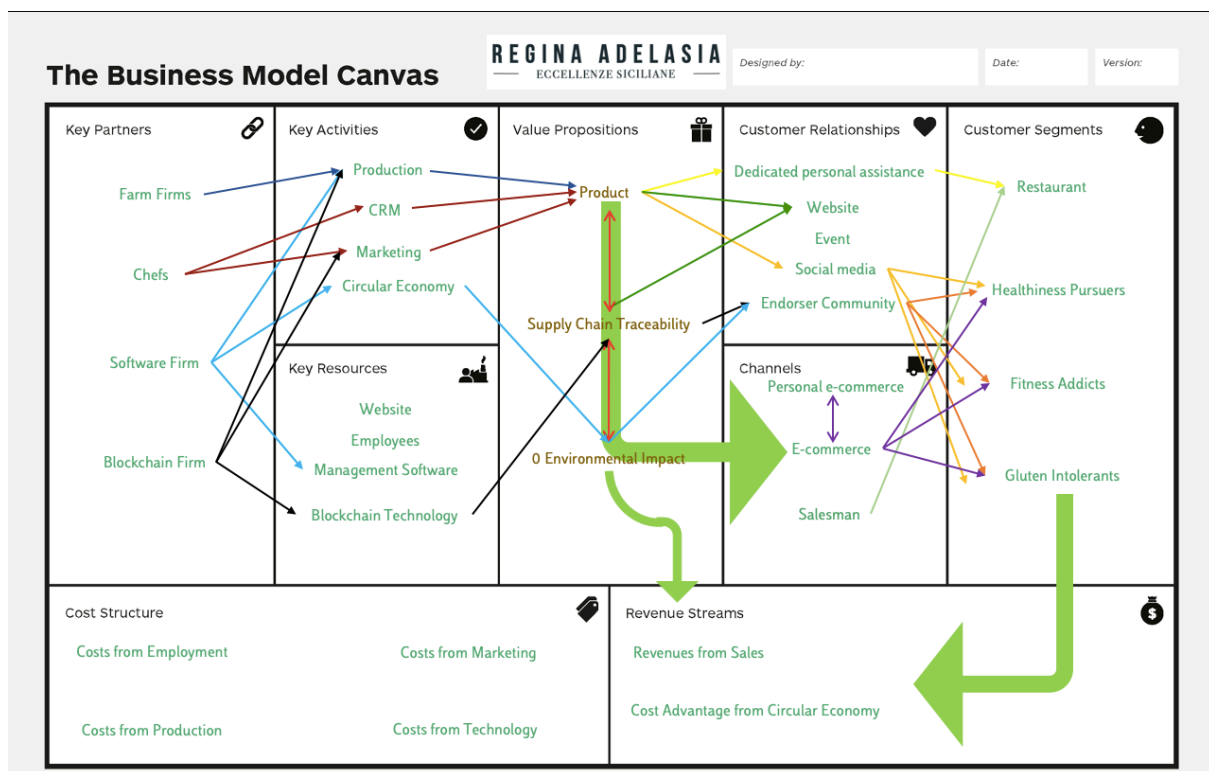 REGINA ADELASIA
ECCELLENZE SICILIANE
The Business Model Canvas
Designed by:
Date:
Version:
Key Partners
Farm Firms
Chefs
Software Firm
Blockchain Firm
Key Activities
Production
CRM
Marketing
Circular Economy
Key Resources
Website
Employees
Management Software
Blockchain Technology
Value Propositions
Product
Supply Chain Traceability
0 Environmental Impact
Customer Relationships
Dedicated personal assistance
Website
Event
Social media
Endorser Community
Channels
Personal e-commerce
E-commerce
Salesman
Customer Segments
Restaurant
Healthiness Pursuers
Fitness Addicts
Gluten Intolerants
Cost Structure
Costs from Employment
Costs from Marketing
Costs from Production
Costs from Technology
Revenue Streams
$
Revenues from Sales
Cost Advantage from Circular Economy